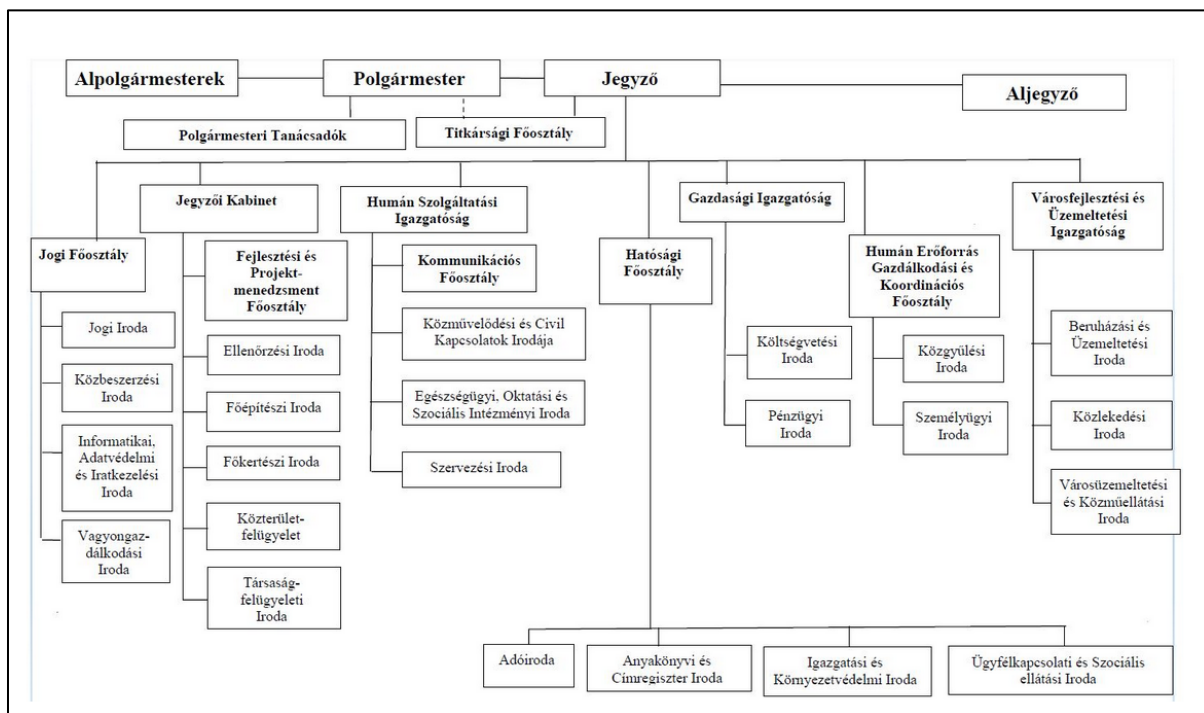 Alpolgármesterek
Polgármester
Jegyző
Aljegyző
Polgármesteri Tanácsadók
Titkársági Főosztály
Jogi Főosztály
Jogi Iroda
Közbeszerzési
Iroda
Informatikai,
Adatvédelmi
és Iratkezelési
Iroda
Vagyongaz-
dálkodási
Iroda
Jegyzői Kabinet
Fejlesztési és
Projekt-
menedzsment
Főosztály
Ellenőrzési Iroda
Főépítészi Iroda
Főkertészi Iroda
Közterület-
felügyelet
Társaság-
felügyeleti
Iroda
Humán Szolgáltatási
Igazgatóság
Kommunikációs
Főosztály
Közművelődési és Civil
Kapcsolatok Irodája
Egészségügyi, Oktatási és
Szociális Intézményi Iroda
Szervezési Iroda
Hatósági
Főosztály
Adóiroda
Anyakönyvi és
Címregiszter Iroda
Igazgatási és
Környezetvédelmi Iroda
Ügyfélkapcsolati és Szociális
ellátási Iroda
Gazdasági Igazgatóság
Költségvetési
Iroda
Pénzügyi
Iroda
Humán Erőforrás
Gazdálkodási és
Koordinációs
Főosztály
Közgyűlési
Iroda
Személyügyi
Iroda
Városfejlesztési és
Üzemeltetési
Igazgatóság
Beruházási és
Üzemeltetési
Iroda
Közlekedési
Iroda
Városüzemeltetési
és Közműellátási
Iroda